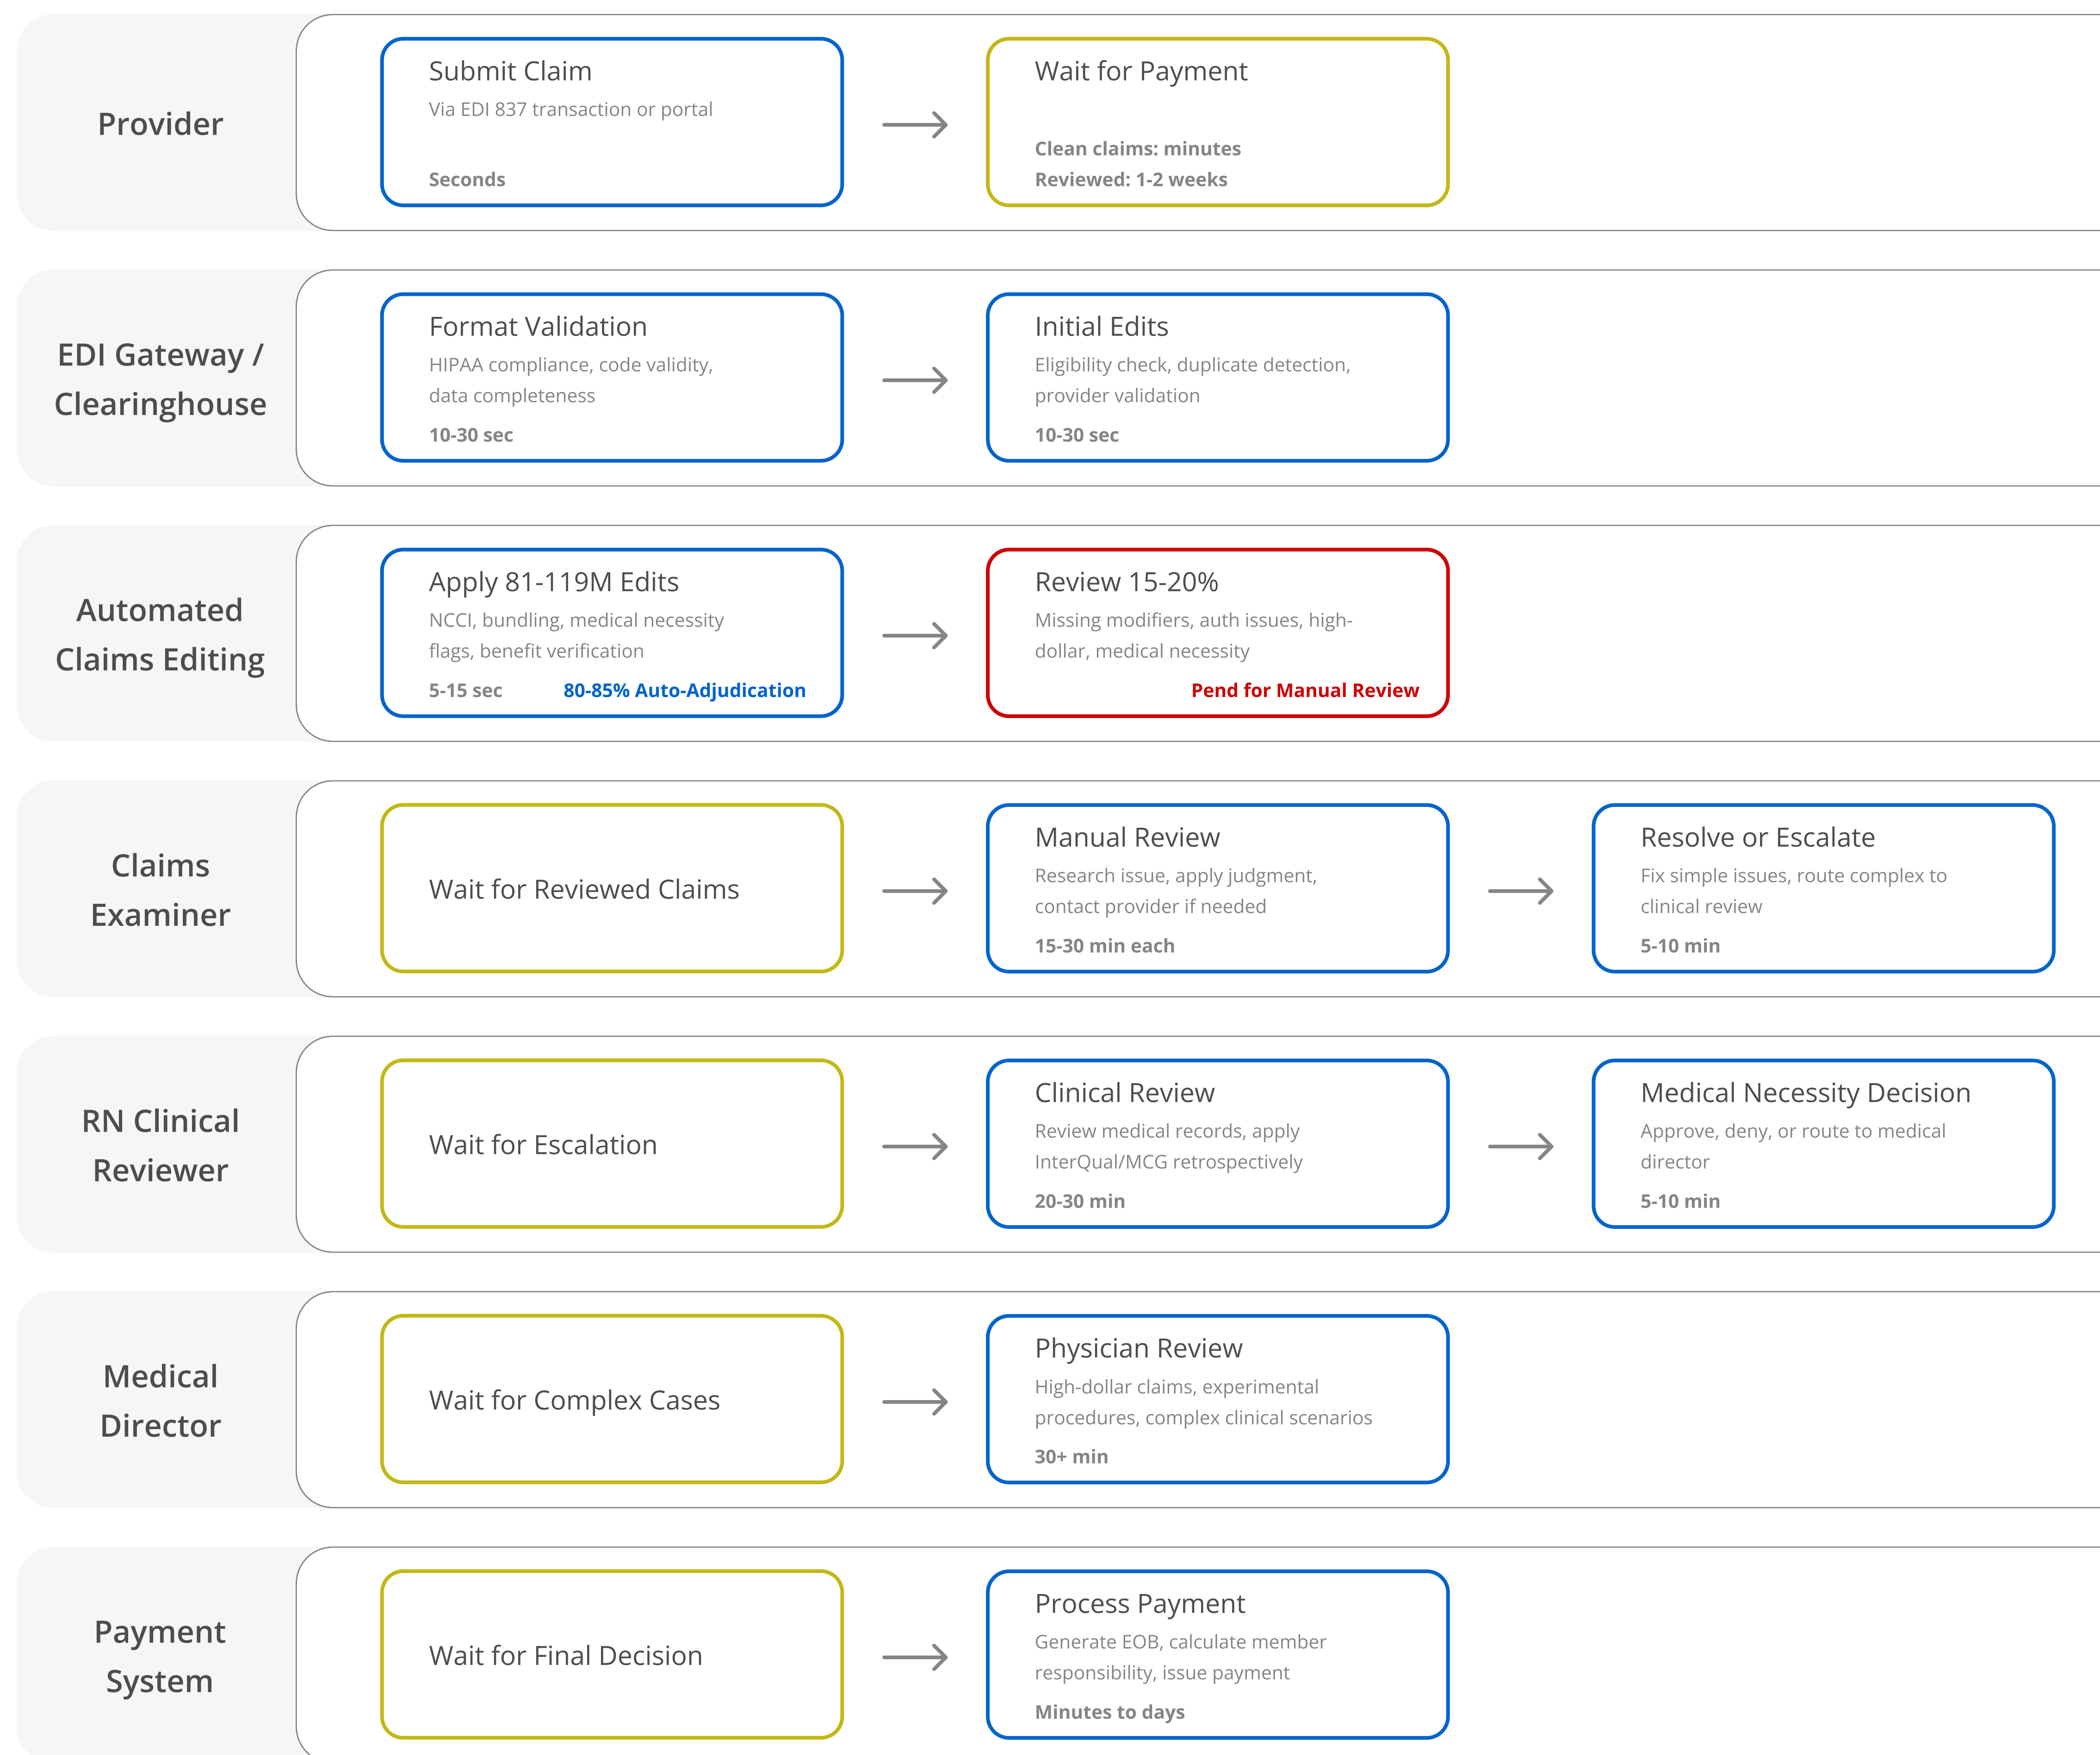 Provider
Submit Claim
Via EDI 837 transaction or portal
Seconds
Wait for Payment
Clean claims: minutes
Reviewed: 1-2 weeks
EDI Gateway /
Clearinghouse
Format Validation
HIPAA compliance, code validity,
data completeness
10-30 sec
Initial Edits
Eligibility check, duplicate detection,
provider validation
10-30 sec
Automated
Claims Editing
Apply 81-119M Edits
NCCI, bundling, medical necessity
flags, benefit verification
5-15 sec 80-85% Auto-Adjudication
Review 15-20%
Missing modifiers, auth issues, high-
dollar, medical necessity
Pend for Manual Review
Claims
Examiner
Wait for Reviewed Claims
Manual Review
Research issue, apply judgment,
contact provider if needed
15-30 min each
Resolve or Escalate
Fix simple issues, route complex to
clinical review
5-10 min
RN Clinical
Reviewer
Wait for Escalation
Clinical Review
Review medical records, apply
InterQual/MCG retrospectively
20-30 min
Medical Necessity Decision
Approve, deny, or route to medical
director
5-10 min
Medical
Director
Wait for Complex Cases
Physician Review
High-dollar claims, experimental
procedures, complex clinical scenarios
30+ min
Payment
System
Wait for Final Decision
Process Payment
Generate EOB, calculate member
responsibility, issue payment
Minutes to days